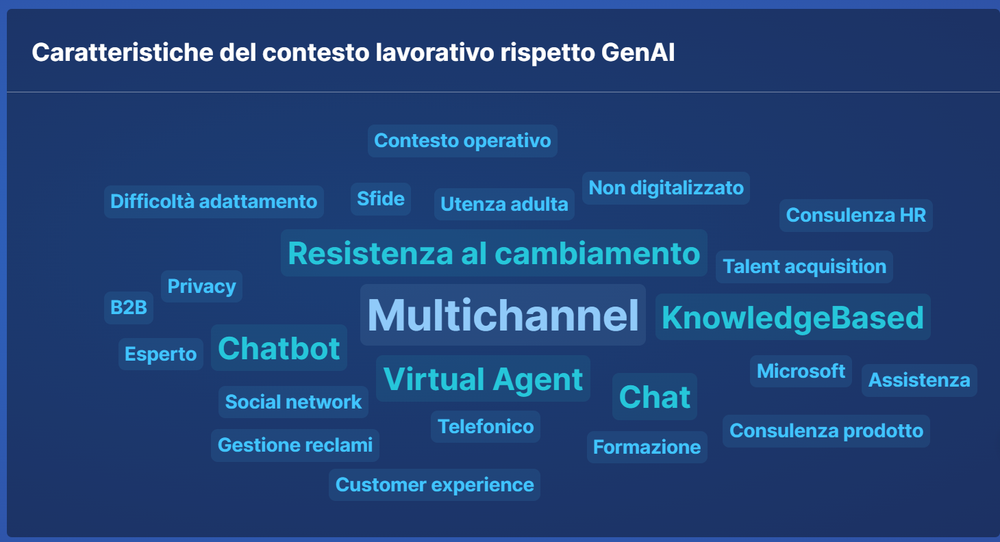 Caratteristiche del contesto lavorativo rispetto GenAI
Contesto operativo
Difficoltà adattamento
Sfide
Utenza adulta
Non digitalizzato
Consulenza HR
Resistenza al cambiamento
Talent acquisition
Privacy
B2B
Multichannel
KnowledgeBased
Esperto
Chatbot
Virtual Agent
Chat
Microsoft
Assistenza
Social network
Telefonico
Consulenza prodotto
Gestione reclami
Formazione
Customer experience